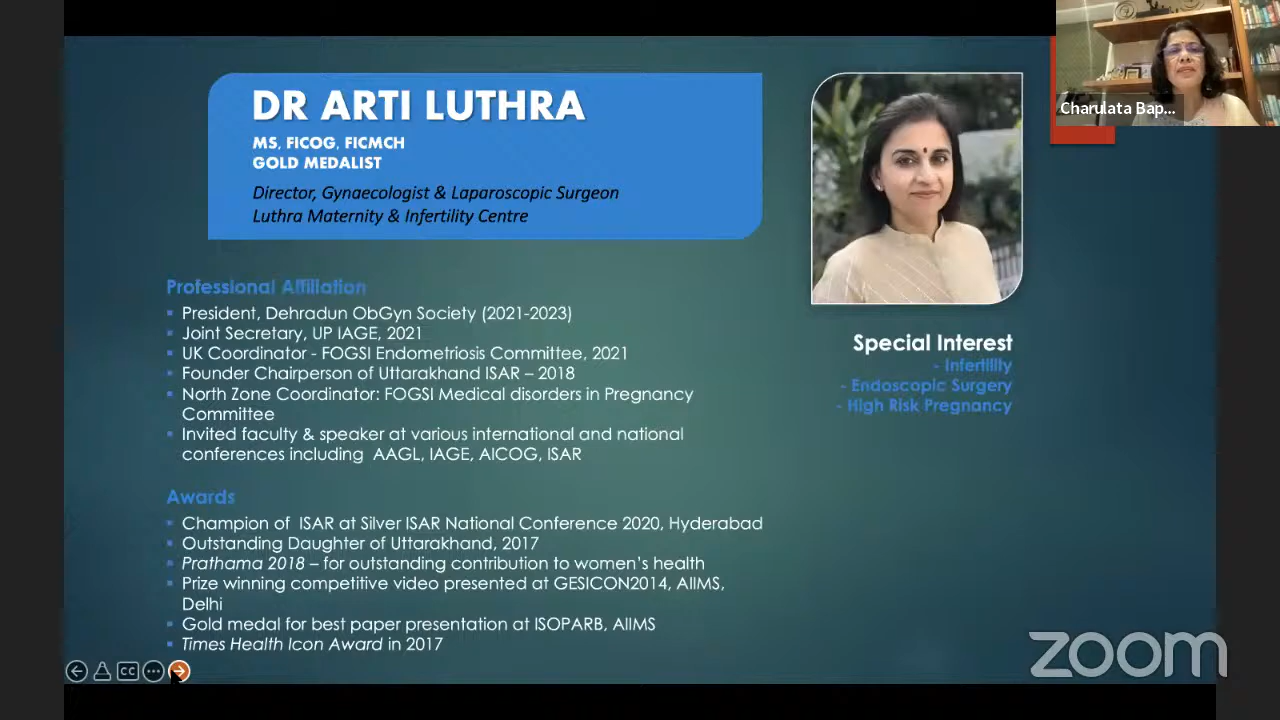 DR ARTI LUTHRA
MS, FICOG, FICMCH
GOLD MEDALIST
Director, Gynaecologist & Laparoscopic Surgeon
Luthra Maternity & Infertility Centre
Charulata Bap...
Professional Affiliation
▪ President, Dehradun ObGyn Society (2021-2023)
▪ Joint Secretary, UP IAGE, 2021
▪ UK Coordinator - FOGSI Endometriosis Committee, 2021
▪ Founder Chairperson of Uttarakhand ISAR – 2018
▪ North Zone Coordinator: FOGSI Medical disorders in Pregnancy
Committee
▪ Invited faculty & speaker at various international and national
conferences including AAGL, IAGE, AICOG, ISAR
Special Interest
- Infertility
- Endoscopic Surgery
- High Risk Pregnancy
Awards
▪ Champion of ISAR at Silver ISAR National Conference 2020, Hyderabad
▪ Outstanding Daughter of Uttarakhand, 2017
▪ Prathama 2018 – for outstanding contribution to women’s health
▪ Prize winning competitive video presented at GESICON2014, AIIMS,
Delhi
▪ Gold medal for best paper presentation at ISOPARB, AIIMS
▪ Times Health Icon Award in 2017
CC
zoom